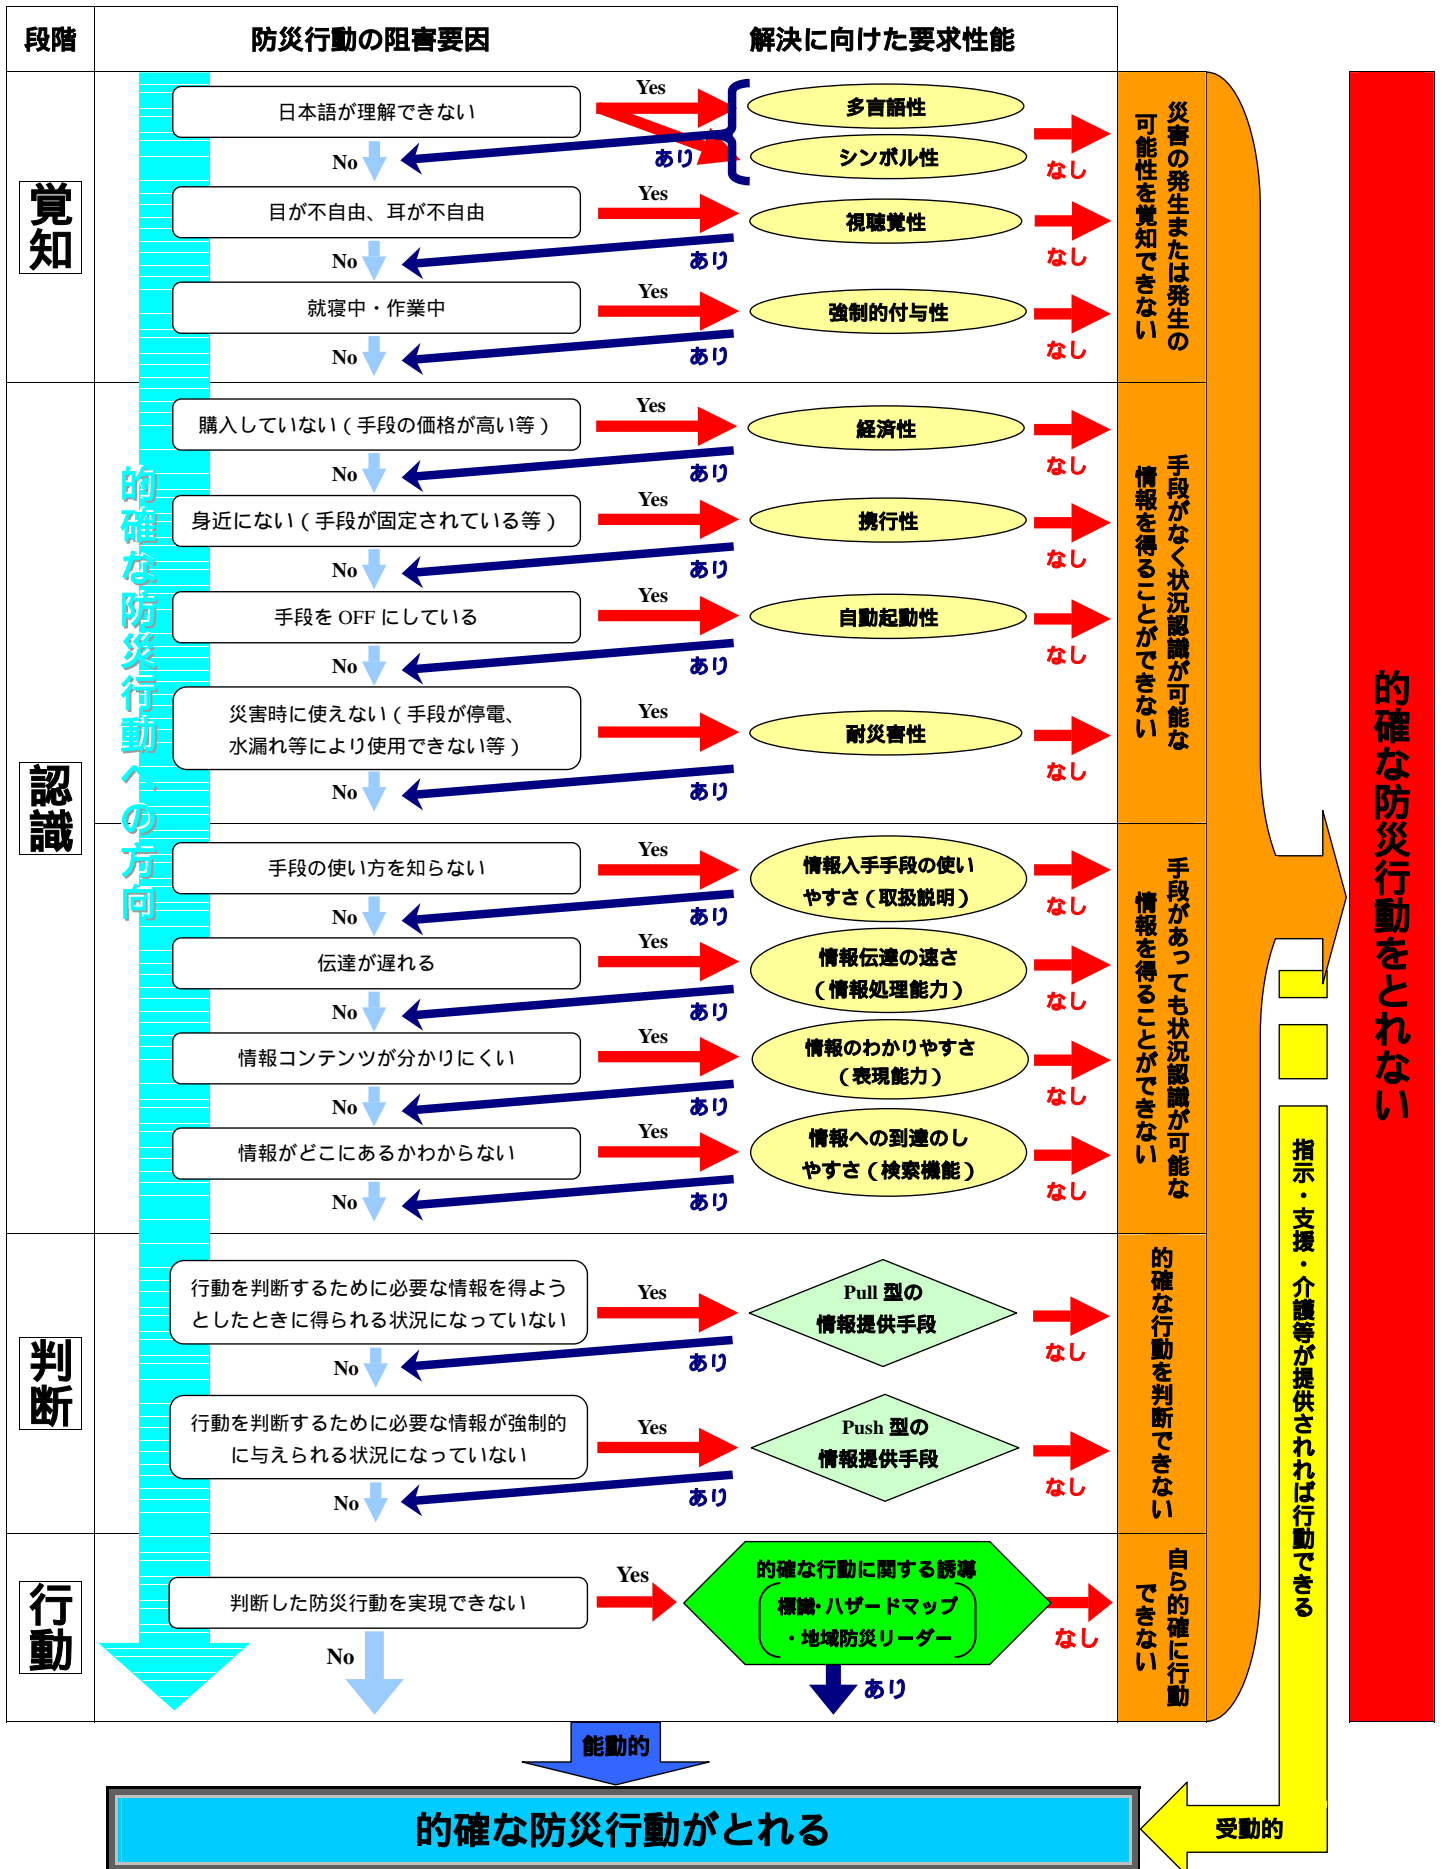 段階
防災行動の阻害要因
解決に向けた要求性能
覚知
日本語が理解できない
Yes
多言語性
シンボル性
あり
なし
No
目が不自由、耳が不自由
Yes
視聴覚性
あり
なし
No
就寝中・作業中
Yes
強制的付与性
あり
なし
No
災害の発生または発生の
可能性を覚知できない
認識
購入していない（手段の価格が高い等）
Yes
経済性
あり
なし
No
身近にない（手段が固定されている等）
Yes
携行性
あり
なし
No
手段を OFF にしている
Yes
自動起動性
あり
なし
No
災害時に使えない（手段が停電、
水漏れ等により使用できない等）
Yes
耐災害性
あり
なし
No
手段がなく状況認識が可能な
情報を得ることができない
手段の使い方を知らない
Yes
情報入手手段の使い
やすさ（取扱説明）
あり
なし
No
伝達が遅れる
Yes
情報伝達の速さ
（情報処理能力）
あり
なし
No
情報コンテンツが分かりにくい
Yes
情報のわかりやすさ
（表現能力）
あり
なし
No
情報がどこにあるかわからない
Yes
情報への到達のし
やすさ（検索機能）
あり
なし
No
手段があっても状況認識が可能な
情報を得ることができない
判断
行動を判断するために必要な情報を得よう
としたときに得られる状況になっていない
Yes
Pull 型の
情報提供手段
あり
なし
No
行動を判断するために必要な情報が強制的
に与えられる状況になっていない
Yes
Push 型の
情報提供手段
あり
なし
No
的確な行動を判断できない
行動
判断した防災行動を実現できない
Yes
的確な行動に関する誘導
標識・ハザードマップ
・地域防災リーダー
あり
なし
No
自ら的確に行動
できない
的確な防災行動への方向
的確な防災行動をとれない
指示・支援・介護等が提供されれば行動できる
能動的
受動的
的確な防災行動がとれる